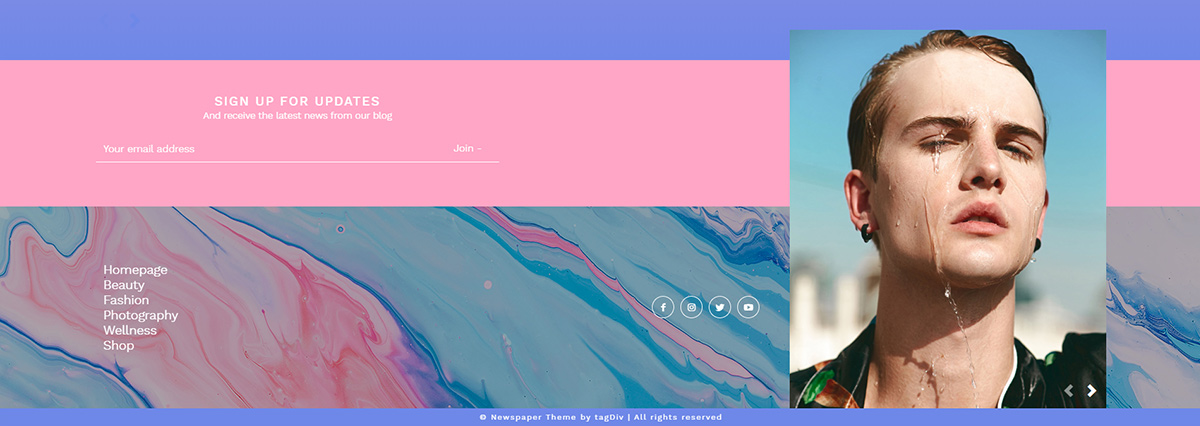 SIGN UP FOR UPDATES
And receive the latest news from our blog
Your email address
Join -
Homepage
Beauty
Fashion
Photography
Wellness
Shop
© Newspaper Theme by tagDiv | All rights reserved